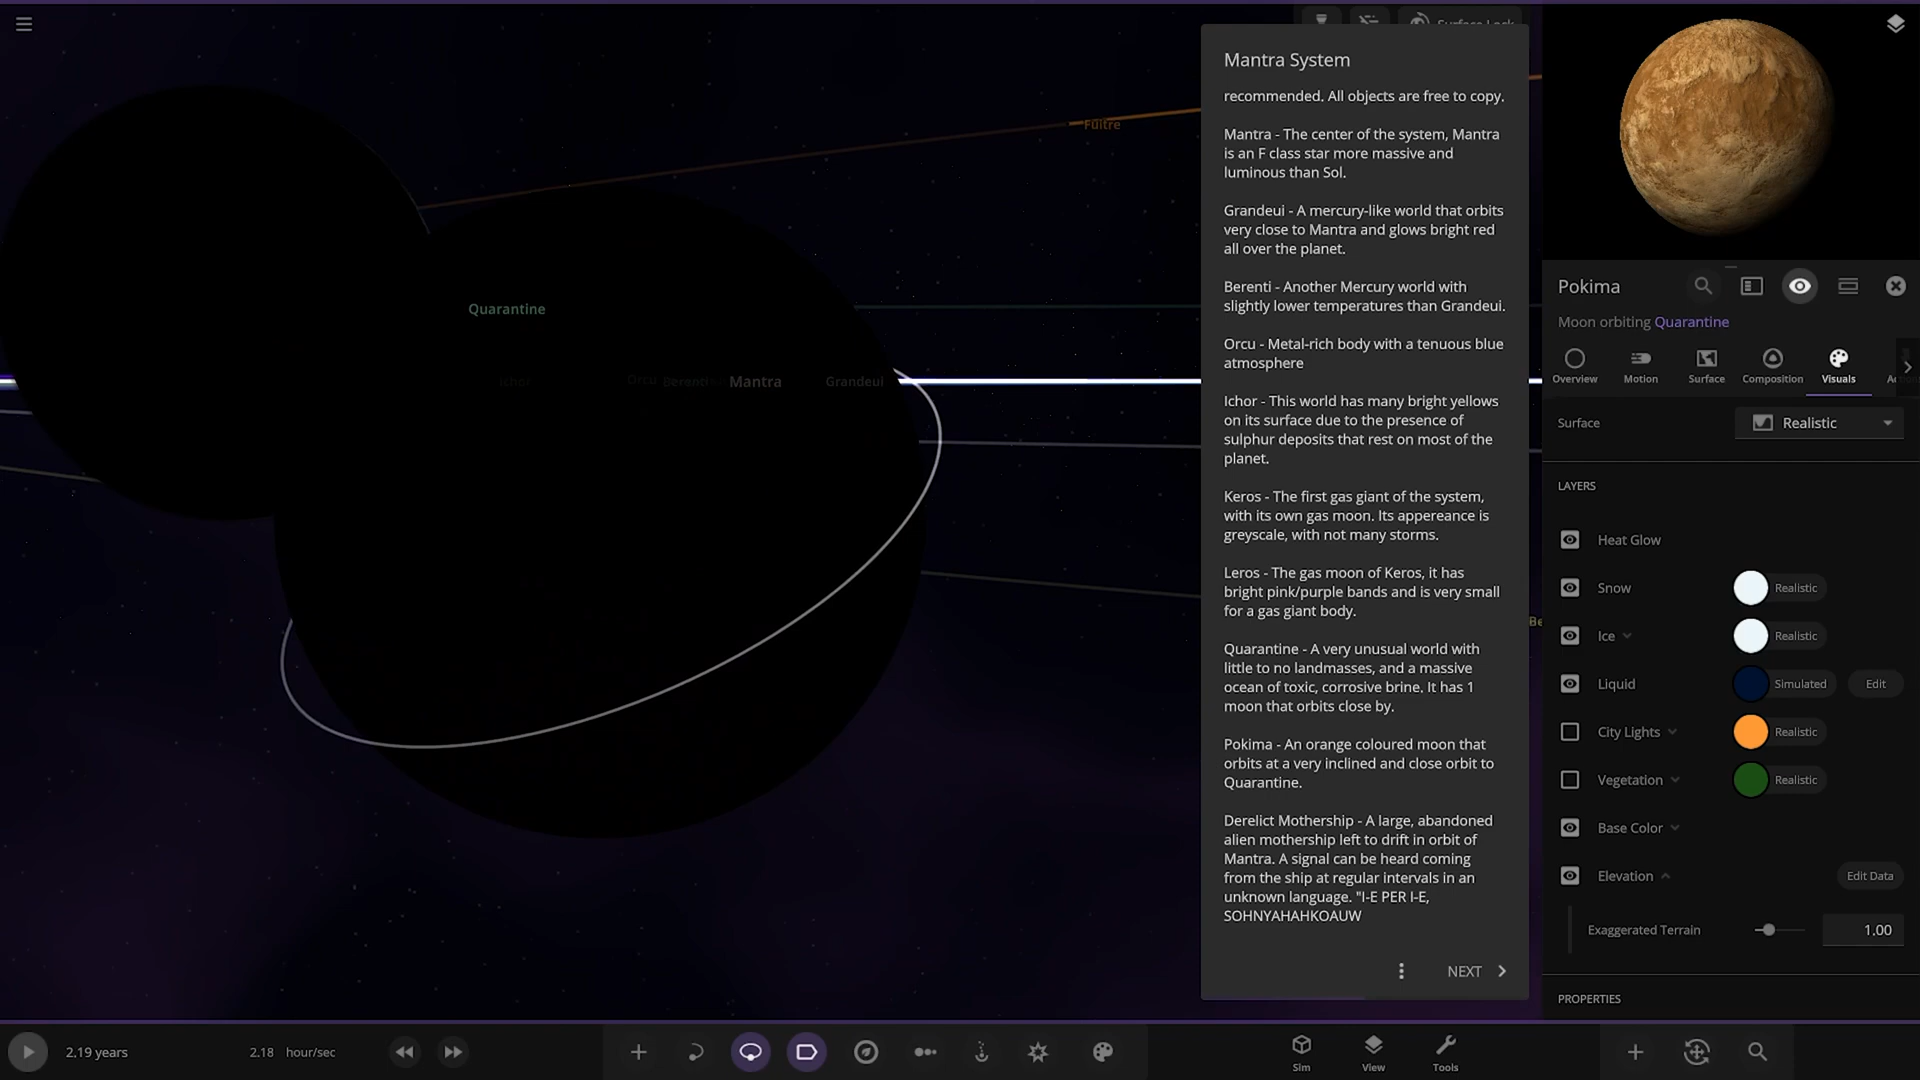 Surface Lock
Fuitre
Quarantine
Ichor
Orcu
Berenti
Mantra
Grandeui
Mantra System
recommended. All objects are free to copy.
Mantra - The center of the system, Mantra
is an F class star more massive and
luminous than Sol.
Grandeui - A mercury-like world that orbits
very close to Mantra and glows bright red
all over the planet.
Berenti - Another Mercury world with
slightly lower temperatures than Grandeui.
Orcu - Metal-rich body with a tenuous blue
atmosphere
Ichor - This world has many bright yellows
on its surface due to the presence of
sulphur deposits that rest on most of the
planet.
Keros - The first gas giant of the system,
with its own gas moon. Its appereance is
greyscale, with not many storms.
Leros - The gas moon of Keros, it has
bright pink/purple bands and is very small
for a gas giant body.
Quarantine - A very unusual world with
little to no landmasses, and a massive
ocean of toxic, corrosive brine. It has 1
moon that orbits close by.
Pokima - An orange coloured moon that
orbits at a very inclined and close orbit to
Quarantine.
Derelict Mothership - A large, abandoned
alien mothership left to drift in orbit of
Mantra. A signal can be heard coming
from the ship at regular intervals in an
unknown language. "I-E PER I-E,
SOHNYAHAHKOAUW
NEXT
Be
Pokima
Moon orbiting Quarantine
Overview Motion Surface Composition Visuals Ac
Surface Realistic
LAYERS
Heat Glow
Snow Realistic
Ice Realistic
Liquid Simulated Edit
City Lights Realistic
Vegetation Realistic
Base Color
Elevation Edit Data
Exaggerated Terrain 1.00
PROPERTIES
2.19 years 2.18 hour/sec
Sim View Tools